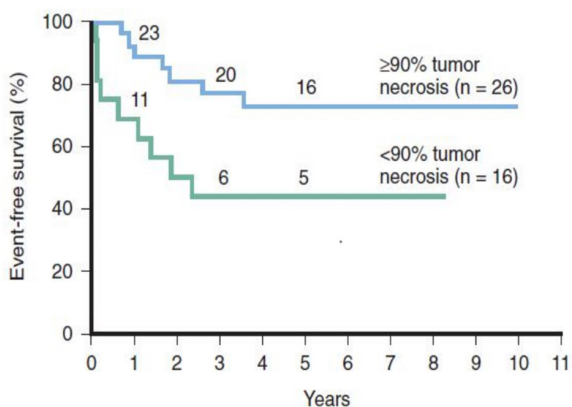 Event-free survival (%)
100
80
60
40
20
0
23
20
16
≥90% tumor
necrosis (n = 26)
11
6
5
<90% tumor
necrosis (n = 16)
0 1 2 3 4 5 6 7 8 9 10 11
Years